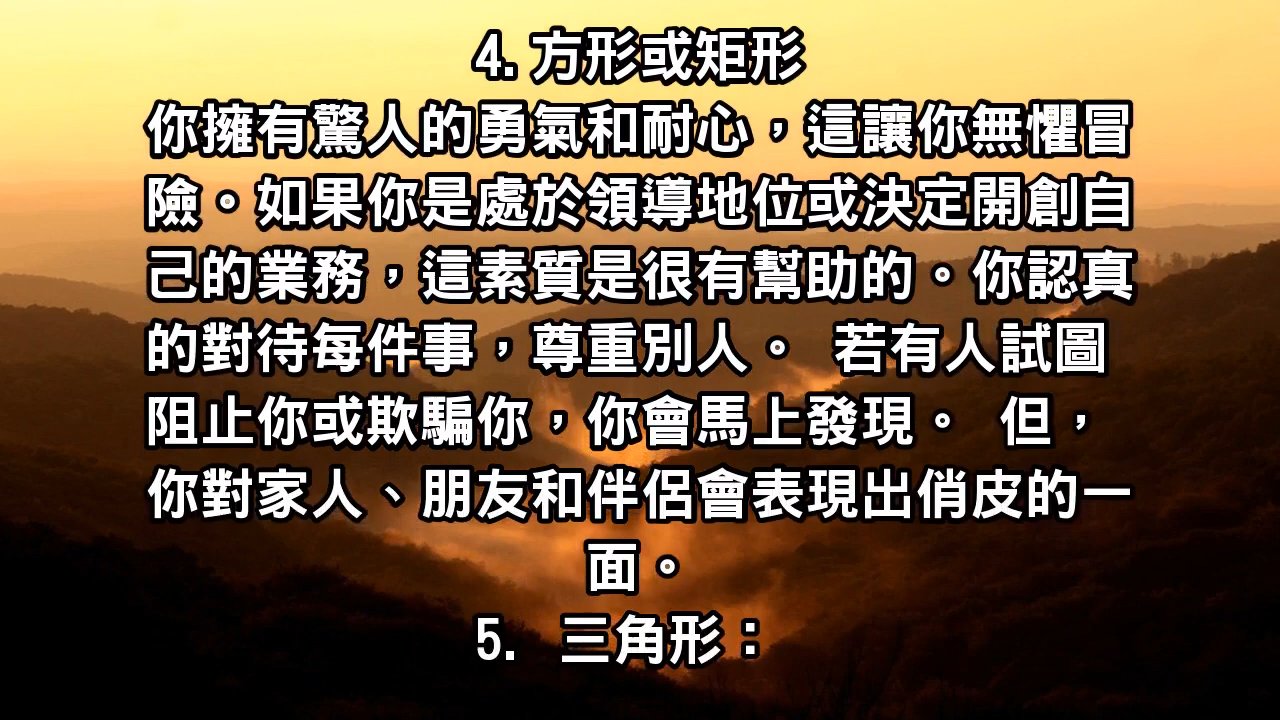 4.方形或矩形
你擁有驚人的勇氣和耐心，這讓你無懼冒
險。如果你是處於領導地位或決定開創自
己的業務，這素質是很有幫助的。你認真
的對待每件事，尊重別人。 若有人試圖
阻止你或欺騙你，你會馬上發現。 但，
你對家人、朋友和伴侶會表現出俏皮的一
面。
5. 三角形：